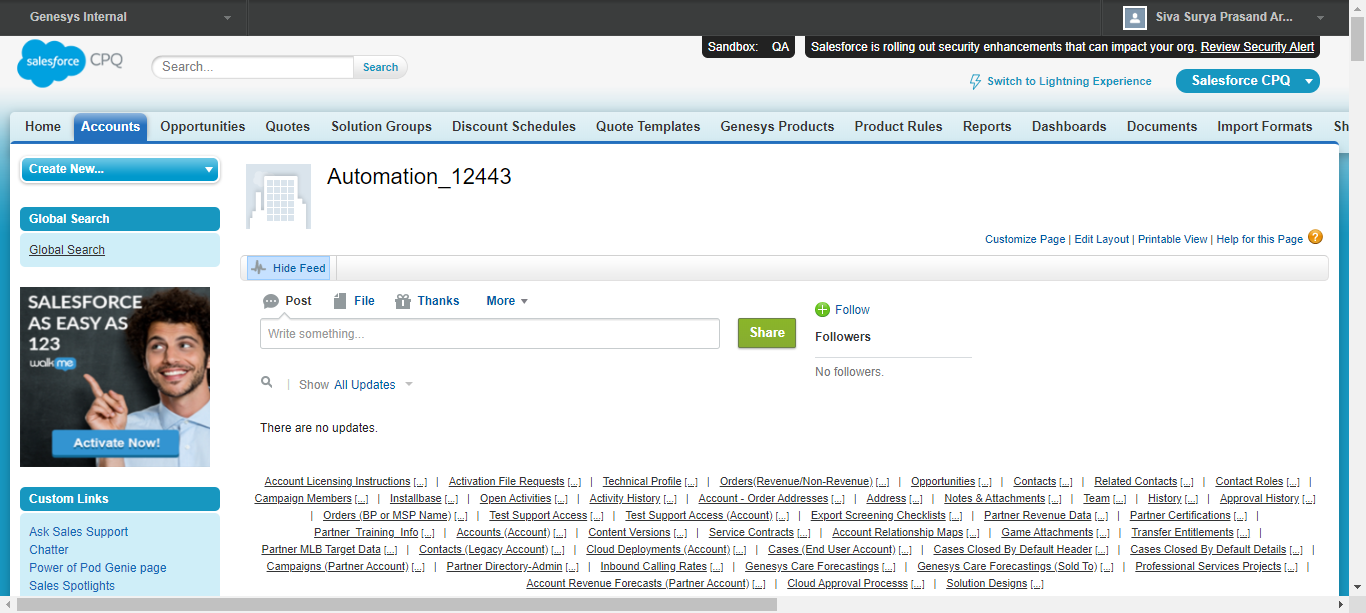 Genesys Internal
Siva Surya Prasand Ar...
salesforce CPQ
Search...
Search
Sandbox: QA
Salesforce is rolling out security enhancements that can impact your org. Review Security Alert
Switch to Lightning Experience
Salesforce CPQ
Home Accounts Opportunities Quotes Solution Groups Discount Schedules Quote Templates Genesys Products Product Rules Reports Dashboards Documents Import Formats Sh
Create New...
Global Search
Global Search
SALESFORCE
AS EASY AS
123
walkme
Activate Now!
Custom Links
Ask Sales Support
Chatter
Power of Pod Genie page
Sales Spotlights
Automation_12443
Customize Page | Edit Layout | Printable View | Help for this Page ?
Hide Feed
Post File Thanks More
Write something...
Share
Follow
Followers
No followers.
Show All Updates
There are no updates.
Account Licensing Instructions [...] | Activation File Requests [...] | Technical Profile [...] | Orders(Revenue/Non-Revenue) [...] | Opportunities [...] | Contacts [...] | Related Contacts [...] | Contact Roles [...] |
Campaign Members [...] | Installbase [...] | Open Activities [...] | Activity History [...] | Account - Order Addresses [...] | Address [...] | Notes & Attachments [...] | Team [...] | History [...] | Approval History [...]
| Orders (BP or MSP Name) [...] | Test Support Access [...] | Test Support Access (Account) [...] | Export Screening Checklists [...] | Partner Revenue Data [...] | Partner Certifications [...] |
Partner_Training_Info [...] | Accounts (Account) [...] | Content Versions [...] | Service Contracts [...] | Account Relationship Maps [...] | Game Attachments [...] | Transfer Entitlements [...] |
Partner MLB Target Data [...] | Contacts (Legacy Account) [...] | Cloud Deployments (Account) [...] | Cases (End User Account) [...] | Cases Closed By Default Header [...] | Cases Closed By Default Details [...] |
Campaigns (Partner Account) [...] | Partner Directory-Admin [...] | Inbound Calling Rates [...] | Genesys Care Forecastings [...] | Genesys Care Forecastings (Sold To) [...] | Professional Services Projects [...] |
Account Revenue Forecasts (Partner Account) [...] | Cloud Approval Processs [...] | Solution Designs [...]